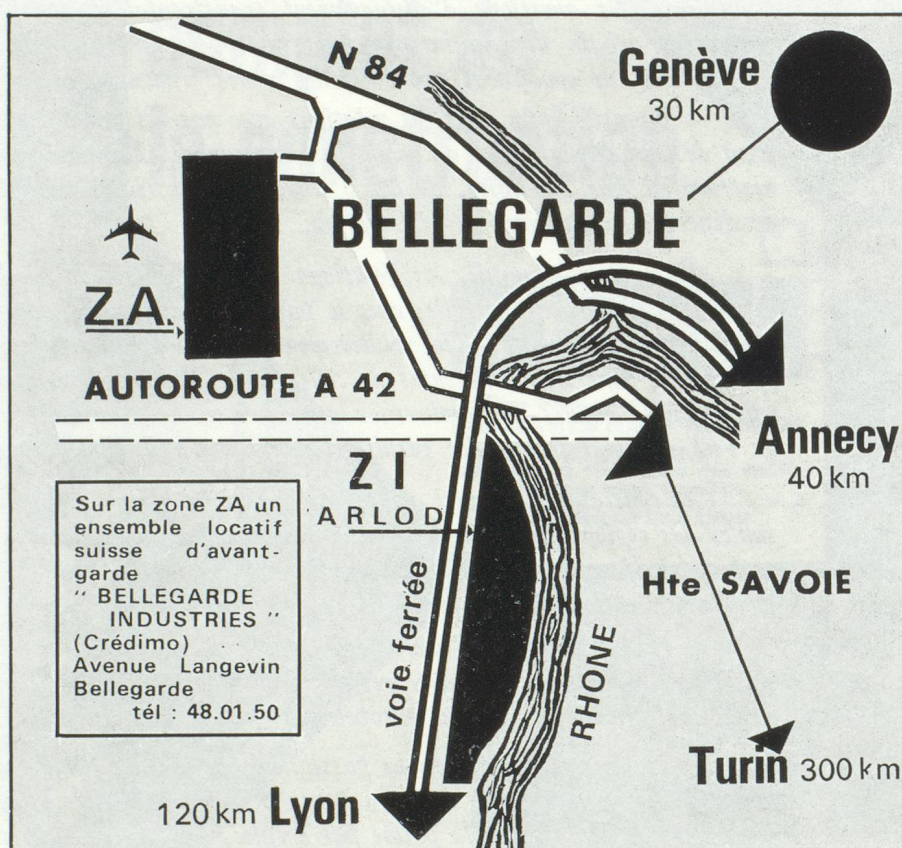 N 84
Genève
30 km
BELLEGARDE
Z.A.
AUTOROUTE A 42
Annecy
40 km
Z I
ARLOD
Sur la zone ZA un
ensemble locatif
suisse d'avant-
garde
" BELLEGARDE
INDUSTRIES "
(Crédimo)
Avenue Langevin
Bellegarde
tél : 48.01.50
voie ferrée
Hte SAVOIE
RHONE
Turin 300 km
120 km Lyon